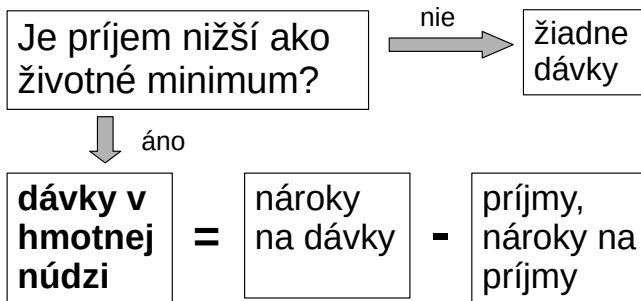 Je príjem nižší ako
životné minimum?
nie
žiadne
dávky
áno
dávky v
hmotnej
núdzi
=
nároky
na dávky
-
príjmy,
nároky na
príjmy